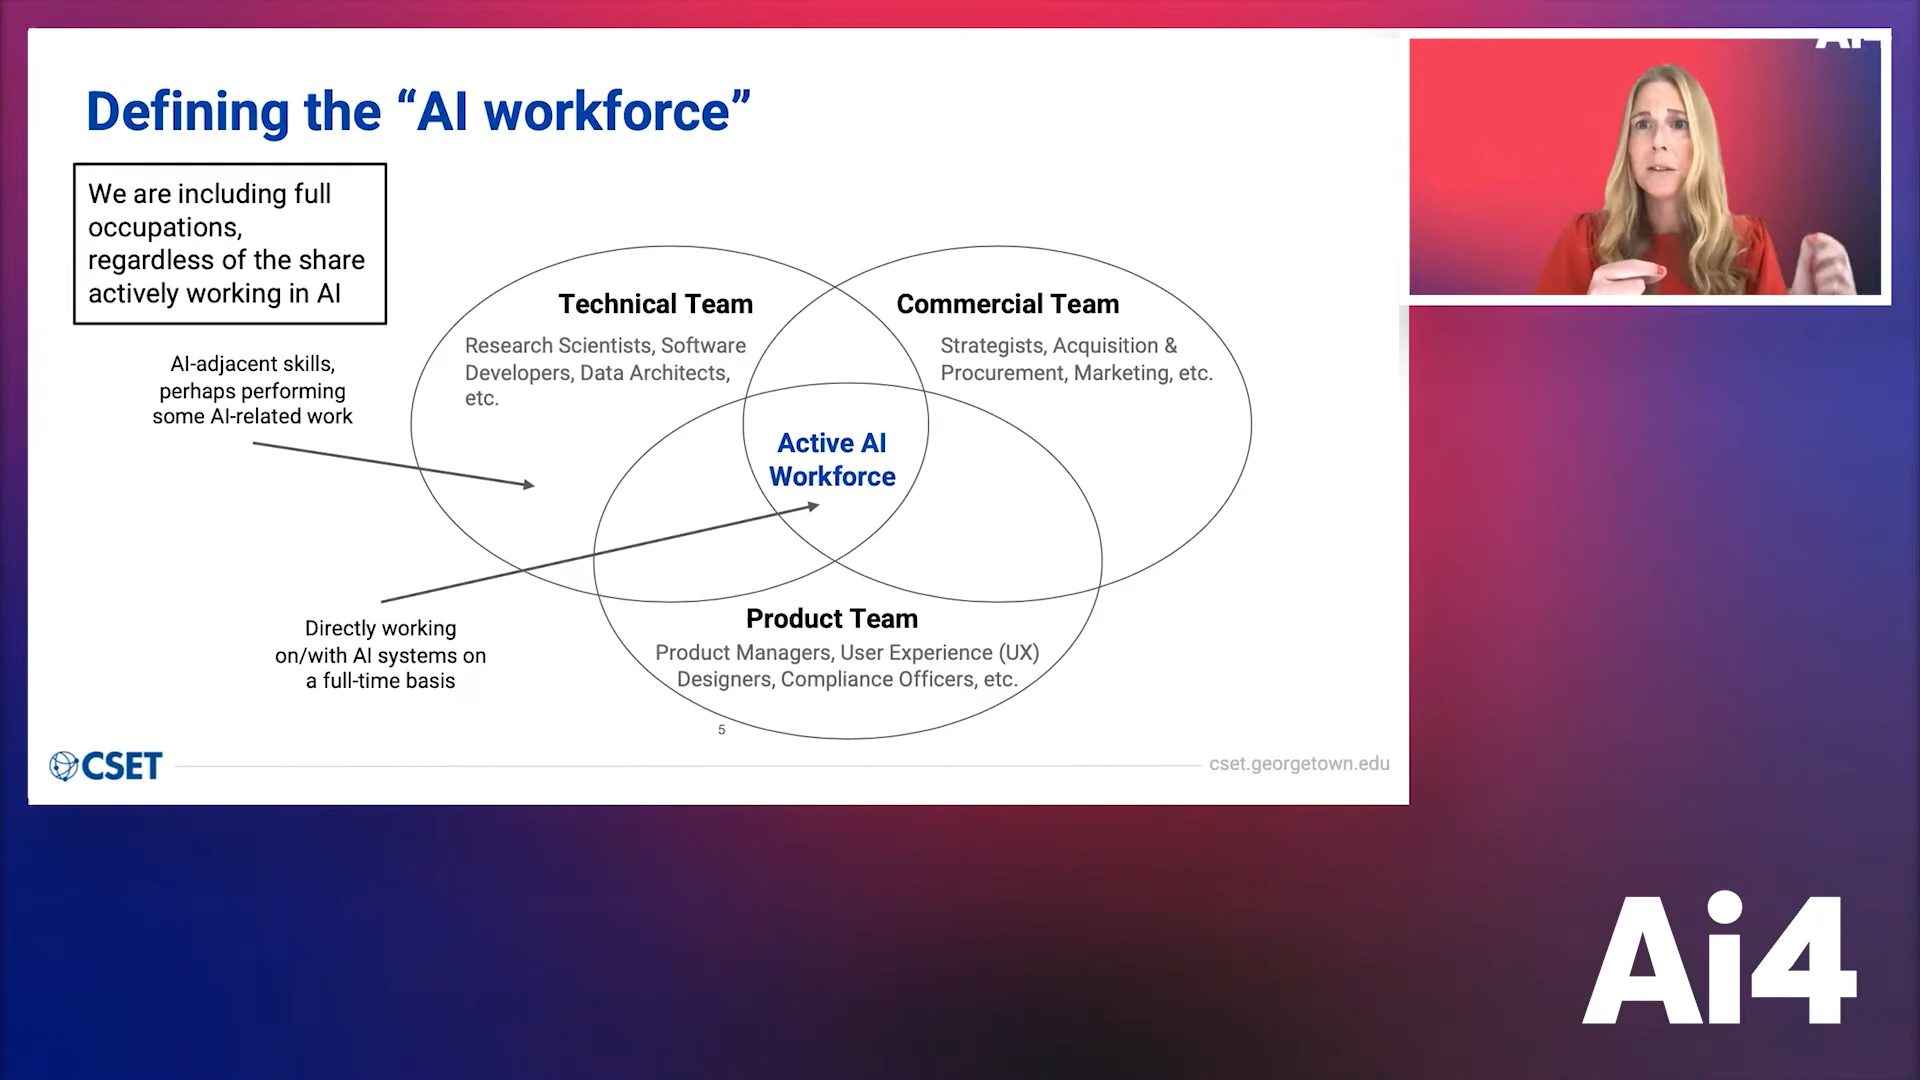 Defining the “AI workforce”
We are including full
occupations,
regardless of the share
actively working in AI
AI-adjacent skills,
perhaps performing
some AI-related work
Technical Team
Research Scientists, Software
Developers, Data Architects,
etc.
Commercial Team
Strategists, Acquisition &
Procurement, Marketing, etc.
Active AI
Workforce
Directly working
on/with AI systems on
a full-time basis
Product Team
Product Managers, User Experience (UX)
Designers, Compliance Officers, etc.
5
CSET
cset.georgetown.edu
Ai4
Ai4